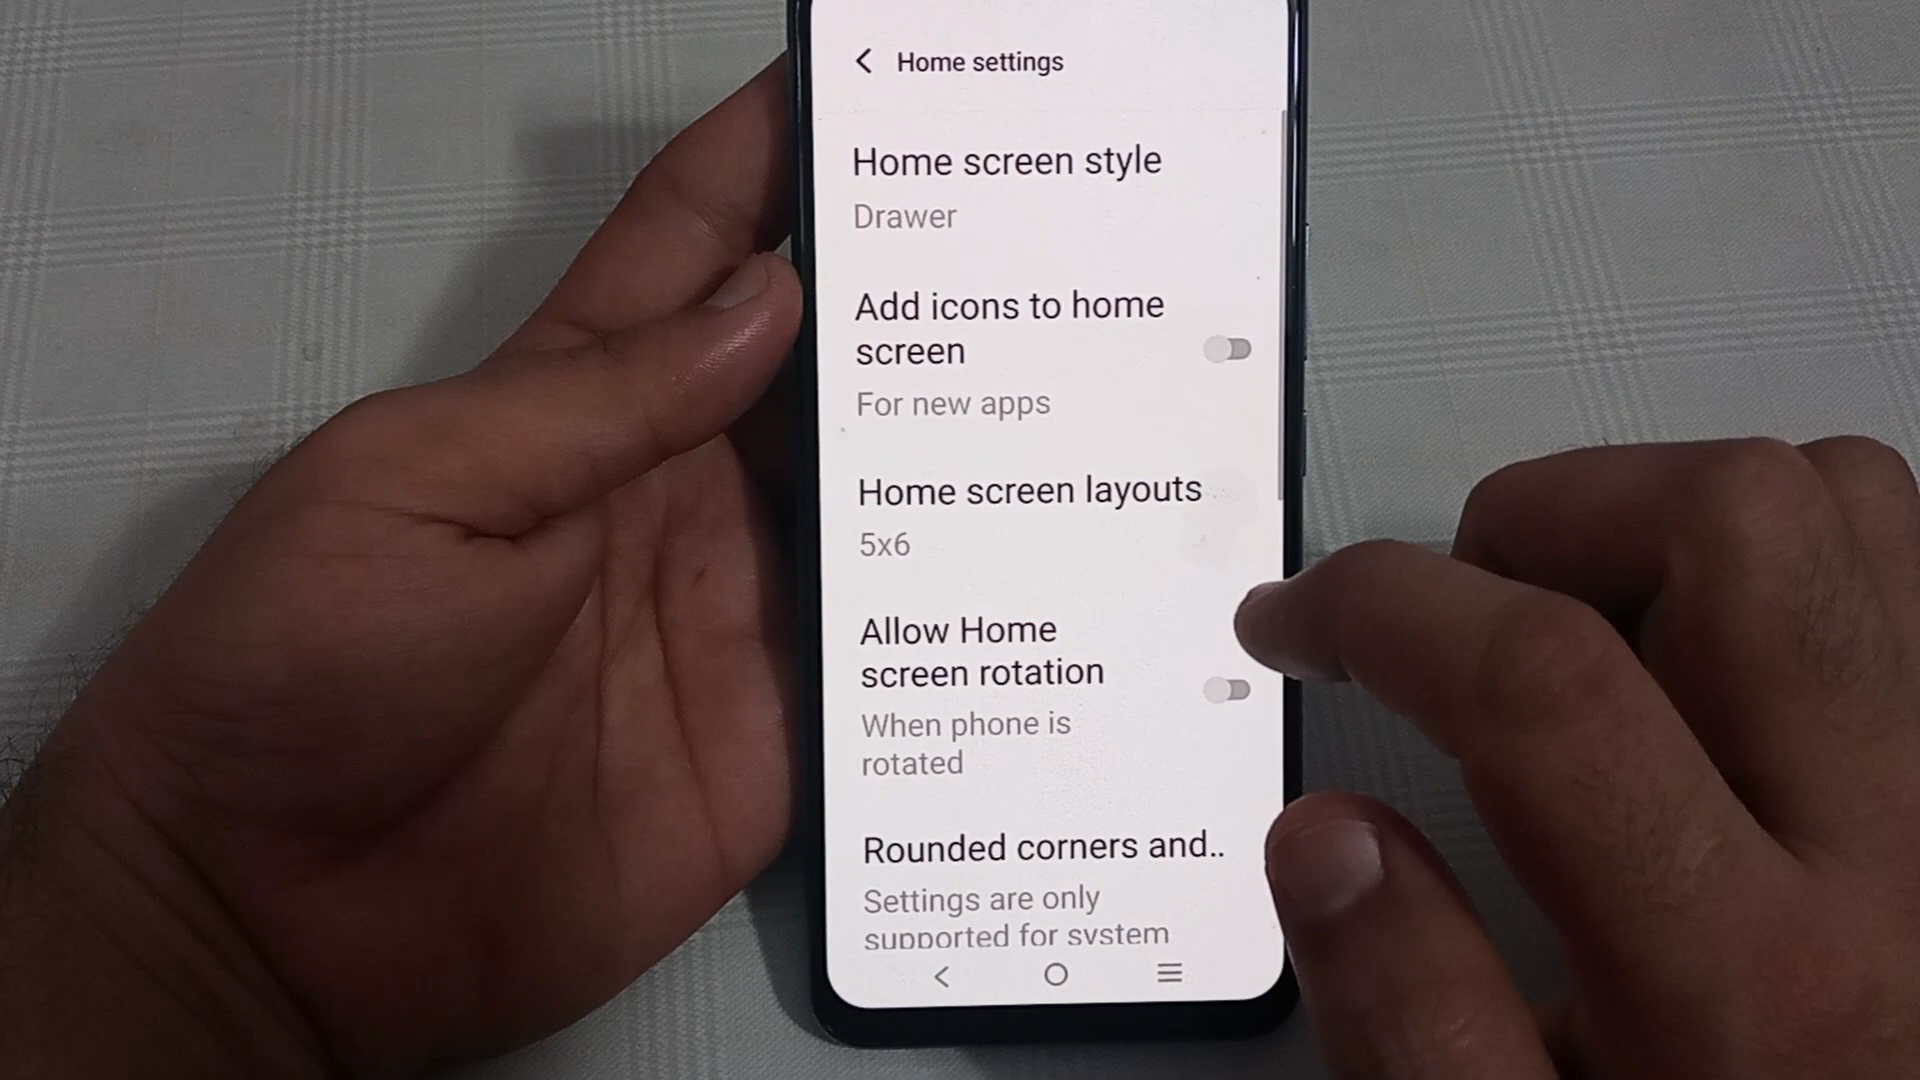 Home settings
Home screen style
Drawer
Add icons to home
screen
For new apps
Home screen layouts
5x6
Allow Home
screen rotation
When phone is
rotated
Rounded corners and..
Settings are only
supported for system